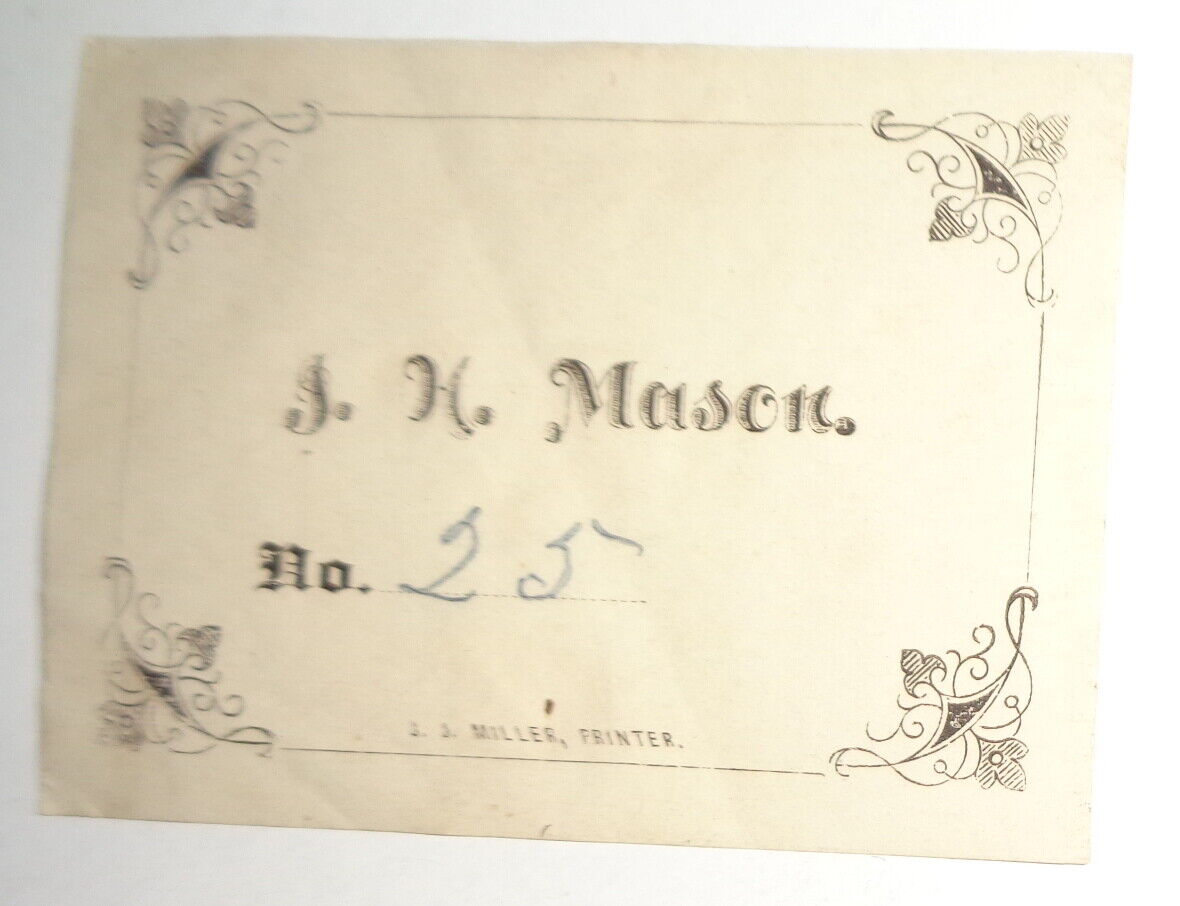 J. H. Mason.
No. 25
MILLER, PRINTER.